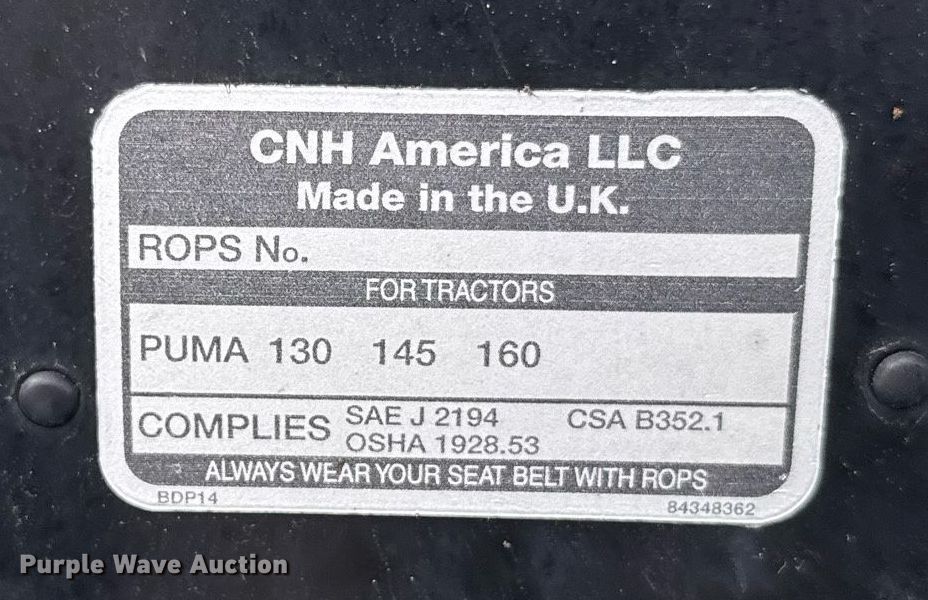 CNH America LLC
Made in the U.K.
ROPS No.
FOR TRACTORS
PUMA 130 145 160
COMPLIES SAE J 2194 CSA B352.1
OSHA 1928.53
ALWAYS WEAR YOUR SEAT BELT WITH ROPS
BDP14 84348362
Purple Wave Auction